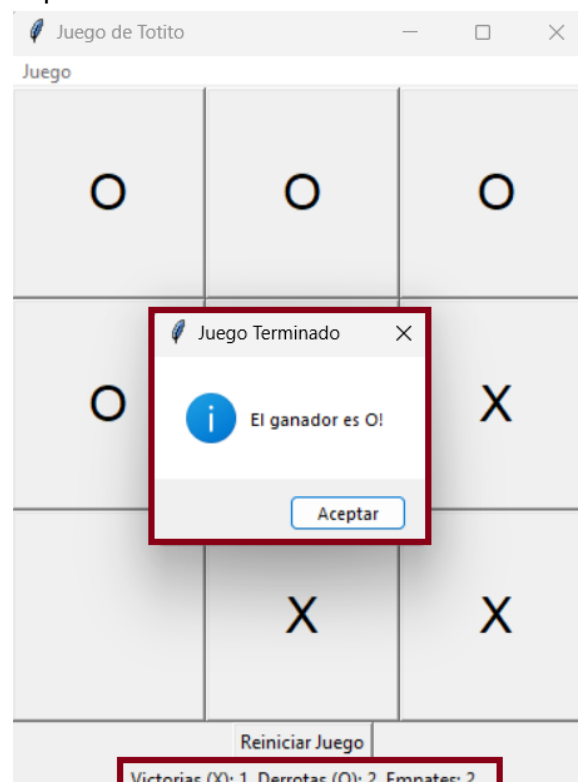 Juego de Totito
Juego
O O O
Juego Terminado
O X
El ganador es O!
Aceptar
X X
Reiniciar Juego
Victorias (X): 1 Derrotas (O): 2 Empates: 2